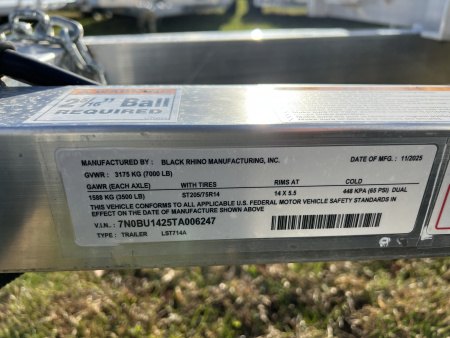 2 5/16" Ball
REQUIRED
MANUFACTURED BY : BLACK RHINO MANUFACTURING, INC. DATE OF MFG. : 11/2025
GVWR : 3175 KG (7000 LB)
GAWR (EACH AXLE) WITH TIRES RIMS AT COLD
1588 KG (3500 LB) ST205/75R14 14 X 5.5 448 KPA (65 PSI) DUAL
THIS VEHICLE CONFORMS TO ALL APPLICABLE U.S. FEDERAL MOTOR VEHICLE SAFETY STANDARDS IN
EFFECT ON THE DATE OF MANUFACTURE SHOWN ABOVE
V.I.N. : 7N0BU1425TA006247
TYPE : TRAILER LST714A